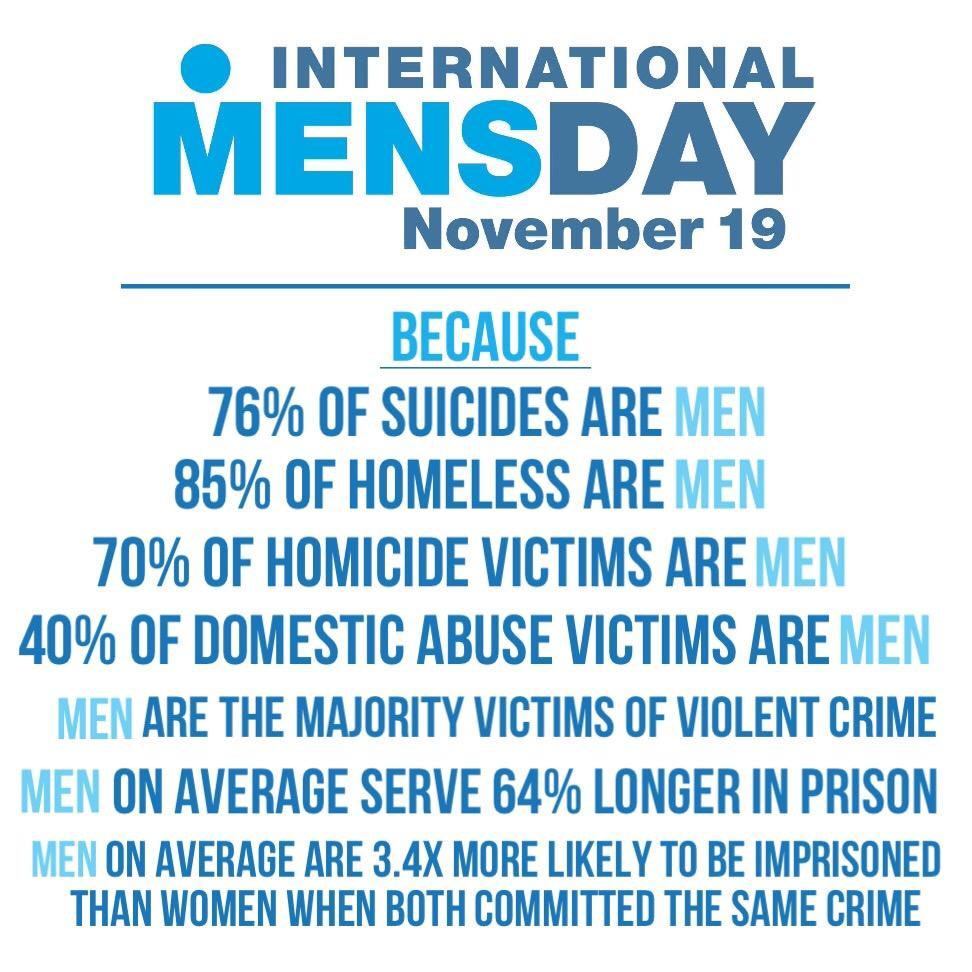 INTERNATIONAL
MENSDAY
November 19
BECAUSE
76% OF SUICIDES ARE MEN
85% OF HOMELESS ARE MEN
70% OF HOMICIDE VICTIMS ARE MEN
40% OF DOMESTIC ABUSE VICTIMS ARE MEN
MEN ARE THE MAJORITY VICTIMS OF VIOLENT CRIME
MEN ON AVERAGE SERVE 64% LONGER IN PRISON
MEN ON AVERAGE ARE 3.4X MORE LIKELY TO BE IMPRISONED
THAN WOMEN WHEN BOTH COMMITTED THE SAME CRIME